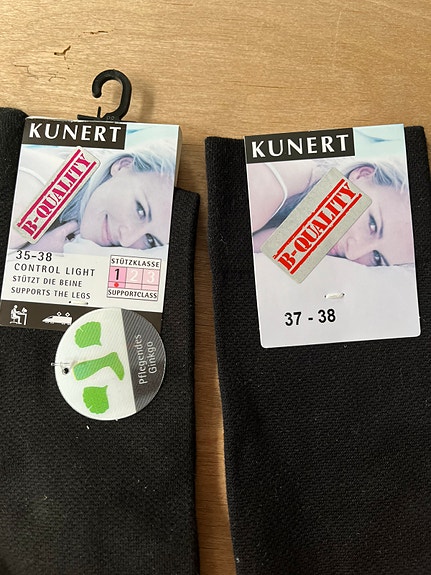 KUNERT
B-QUALITY
35-38
CONTROL LIGHT
STÜTZT DIE BEINE
SUPPORTS THE LEGS
STÜTZKLASSE
1 2 3
SUPPORTCLASS
Pflegendes
Ginkgo
KUNERT
B-QUALITY
37 - 38